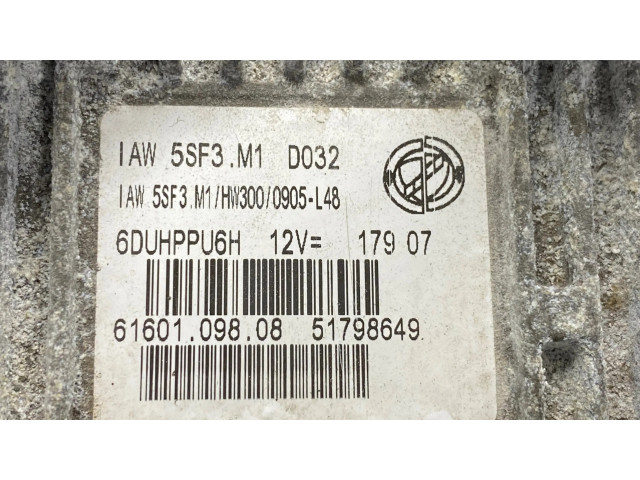 IAW 5SF3.M1 D032
IAW 5SF3.M1/HW300/0905-L48
6DUHPPU6H 12V= 179 07
61601.098.08 51798649